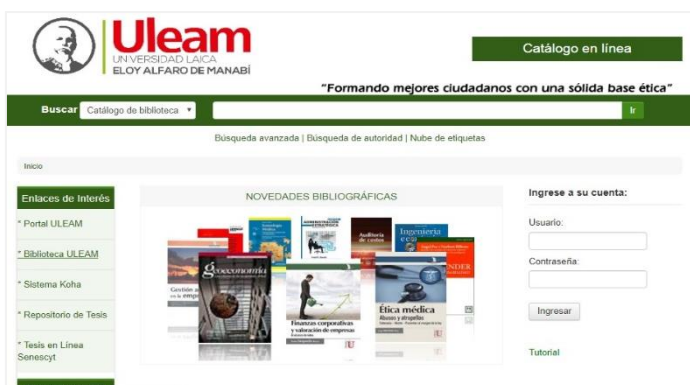 Uleam
UNIVERSIDAD LAICA
ELOY ALFARO DE MANABÍ
Catálogo en línea
"Formando mejores ciudadanos con una sólida base ética"
Buscar Catálogo de biblioteca Ir
Búsqueda avanzada | Búsqueda de autoridad | Nube de etiquetas
Inicio
Enlaces de Interés
* Portal ULEAM
* Biblioteca ULEAM
* Sistema Koha
* Repositorio de Tesis
* Tesis en Línea
Senescyt
NOVEDADES BIBLIOGRÁFICAS
Auditoría
de costos
Ingeniería
Gestión
geoeconomía
Finanzas corporativas
y valoración de empresas
Ética médica
Abusos y atropellos
Ingrese a su cuenta:
Usuario:
Contraseña:
Ingresar
Tutorial